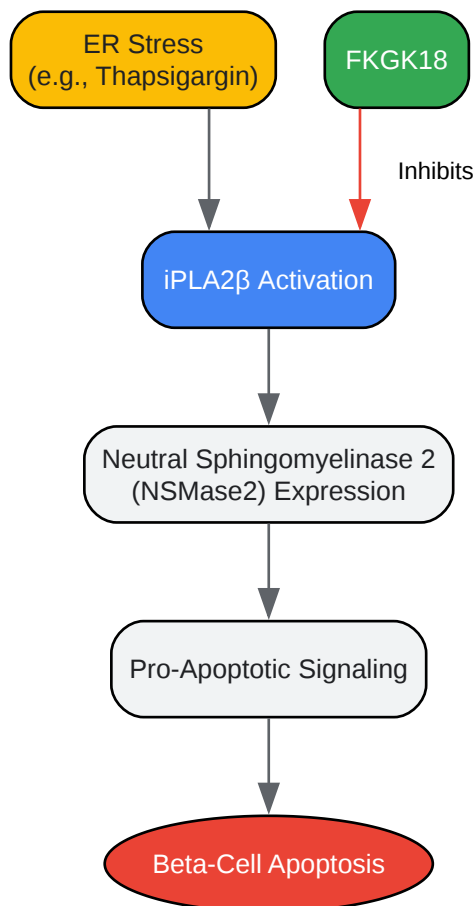 ER Stress
(e.g., Thapsigargin)
FKGK18
Inhibits
iPLA2β Activation
Neutral Sphingomyelinase 2
(NSMase2) Expression
Pro-Apoptotic Signaling
Beta-Cell Apoptosis